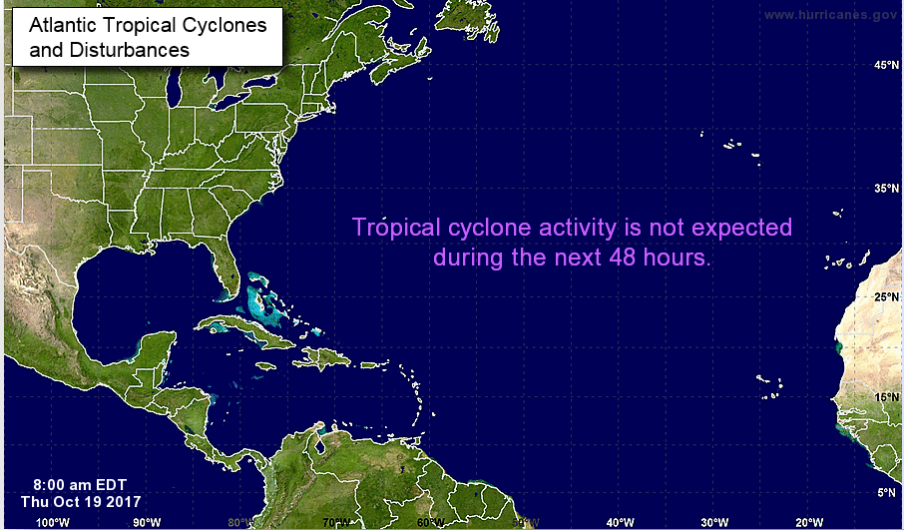 Atlantic Tropical Cyclones
and Disturbances
www.hurricanes.gov
45°N
35°N
Tropical cyclone activity is not expected
during the next 48 hours.
25°N
15°N
8:00 am EDT
Thu Oct 19 2017
5°N
100°W 90°W 80°W 70°W 60°W 50°W 40°W 30°W 20°W